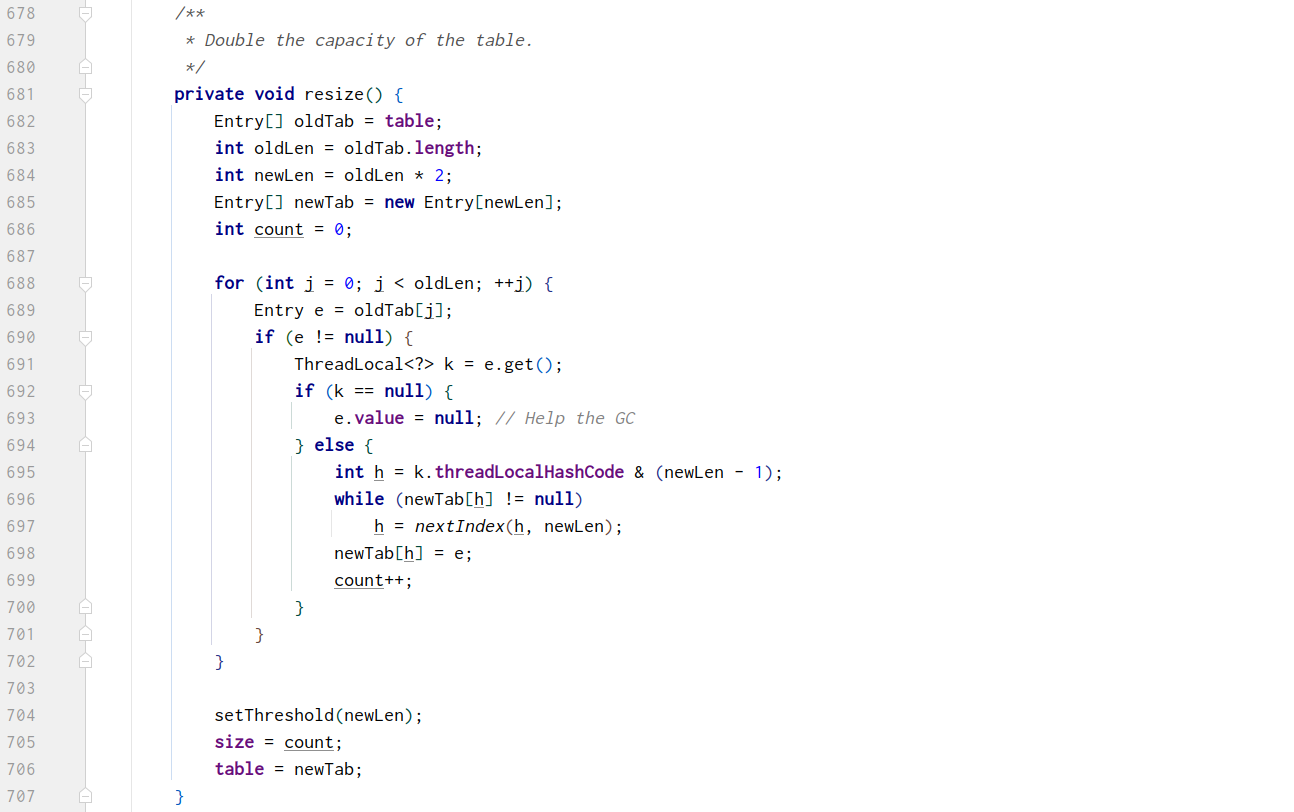 678 /**
679 * Double the capacity of the table.
680 */
681 private void resize() {
682 Entry[] oldTab = table;
683 int oldLen = oldTab.length;
684 int newLen = oldLen * 2;
685 Entry[] newTab = new Entry[newLen];
686 int count = 0;
687
688 for (int j = 0; j < oldLen; ++j) {
689 Entry e = oldTab[j];
690 if (e != null) {
691 ThreadLocal<?> k = e.get();
692 if (k == null) {
693 e.value = null; // Help the GC
694 } else {
695 int h = k.threadLocalHashCode & (newLen - 1);
696 while (newTab[h] != null)
697 h = nextIndex(h, newLen);
698 newTab[h] = e;
699 count++;
700 }
701 }
702 }
703
704 setThreshold(newLen);
705 size = count;
706 table = newTab;
707 }